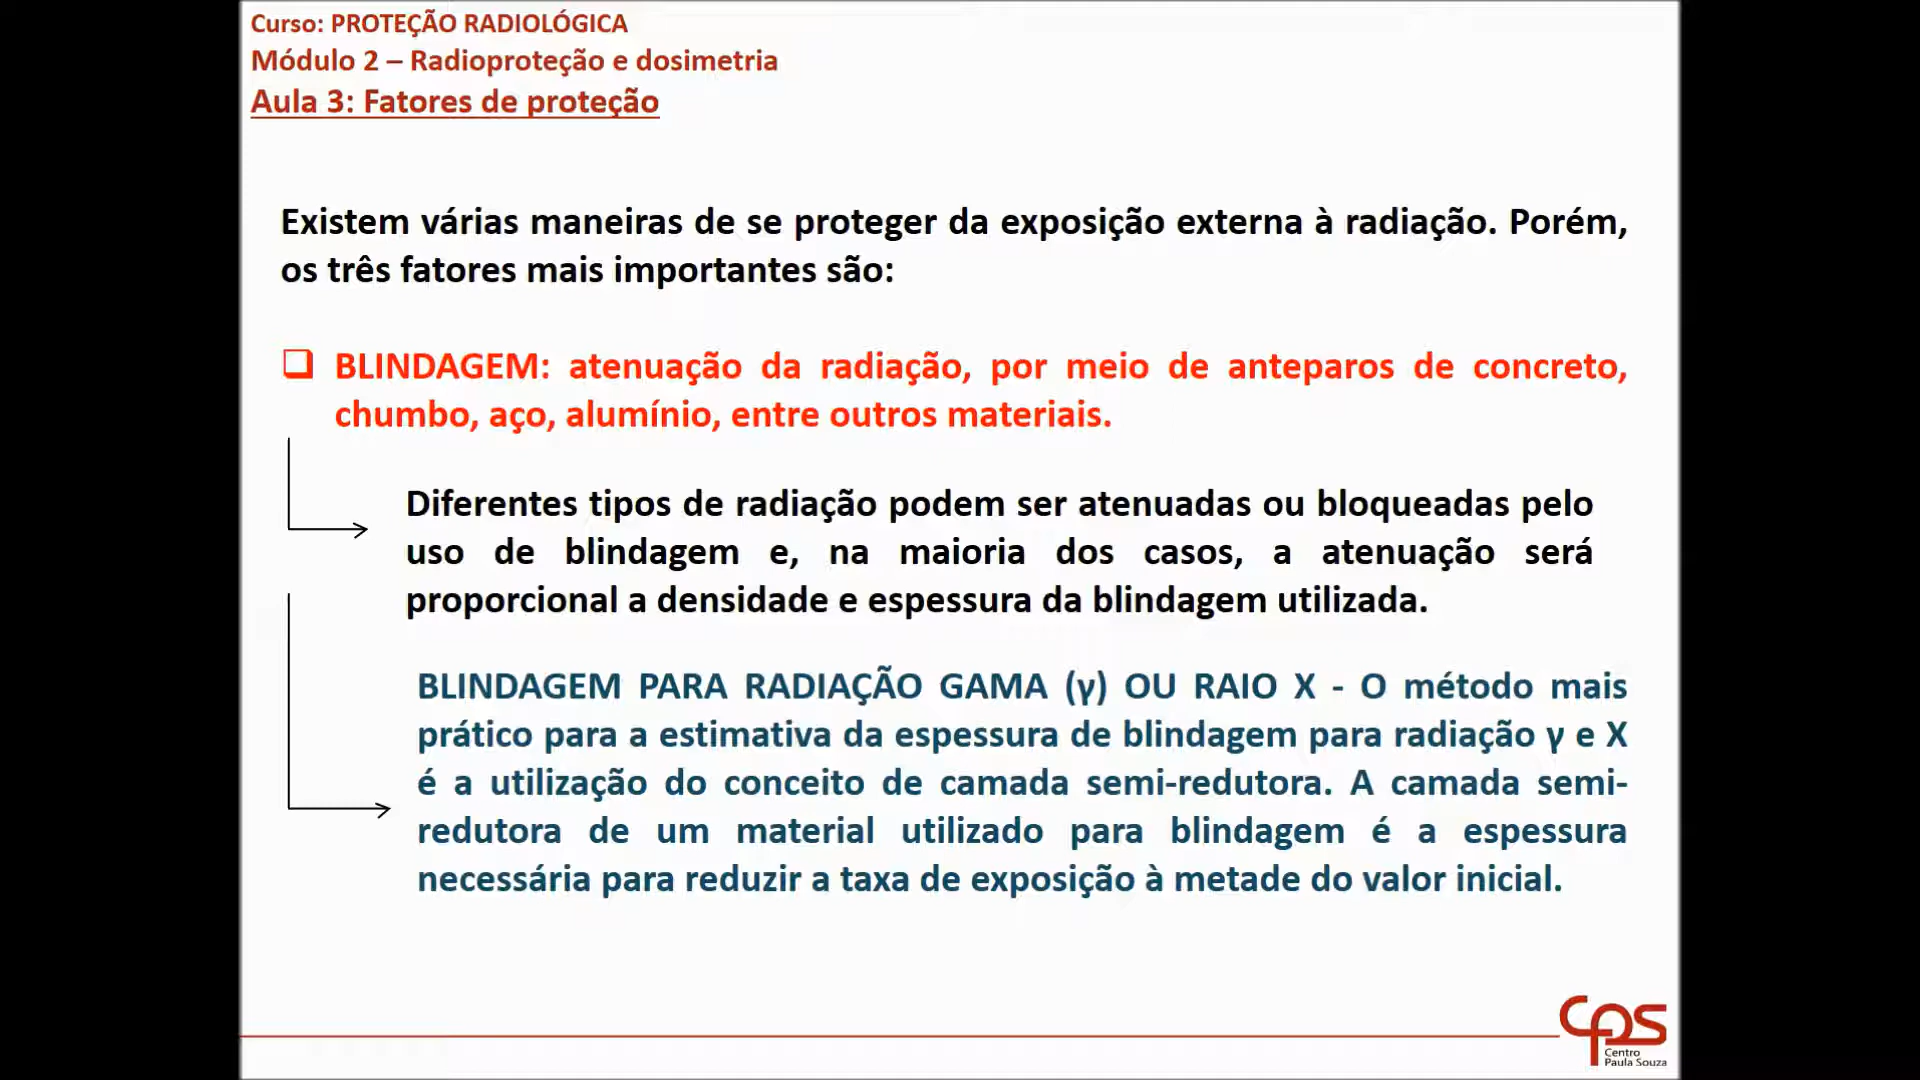 Curso: PROTEÇÃO RADIOLÓGICA
Módulo 2 – Radioproteção e dosimetria
Aula 3: Fatores de proteção
Existem várias maneiras de se proteger da exposição externa à radiação. Porém,
os três fatores mais importantes são:
BLINDAGEM: atenuação da radiação, por meio de anteparos de concreto,
chumbo, aço, alumínio, entre outros materiais.
Diferentes tipos de radiação podem ser atenuadas ou bloqueadas pelo
uso de blindagem e, na maioria dos casos, a atenuação será
proporcional a densidade e espessura da blindagem utilizada.
BLINDAGEM PARA RADIAÇÃO GAMA (γ) OU RAIO X - O método mais
prático para a estimativa da espessura de blindagem para radiação γ e X
é a utilização do conceito de camada semi-redutora. A camada semi-
redutora de um material utilizado para blindagem é a espessura
necessária para reduzir a taxa de exposição à metade do valor inicial.
cps
Centro
Paula Souza